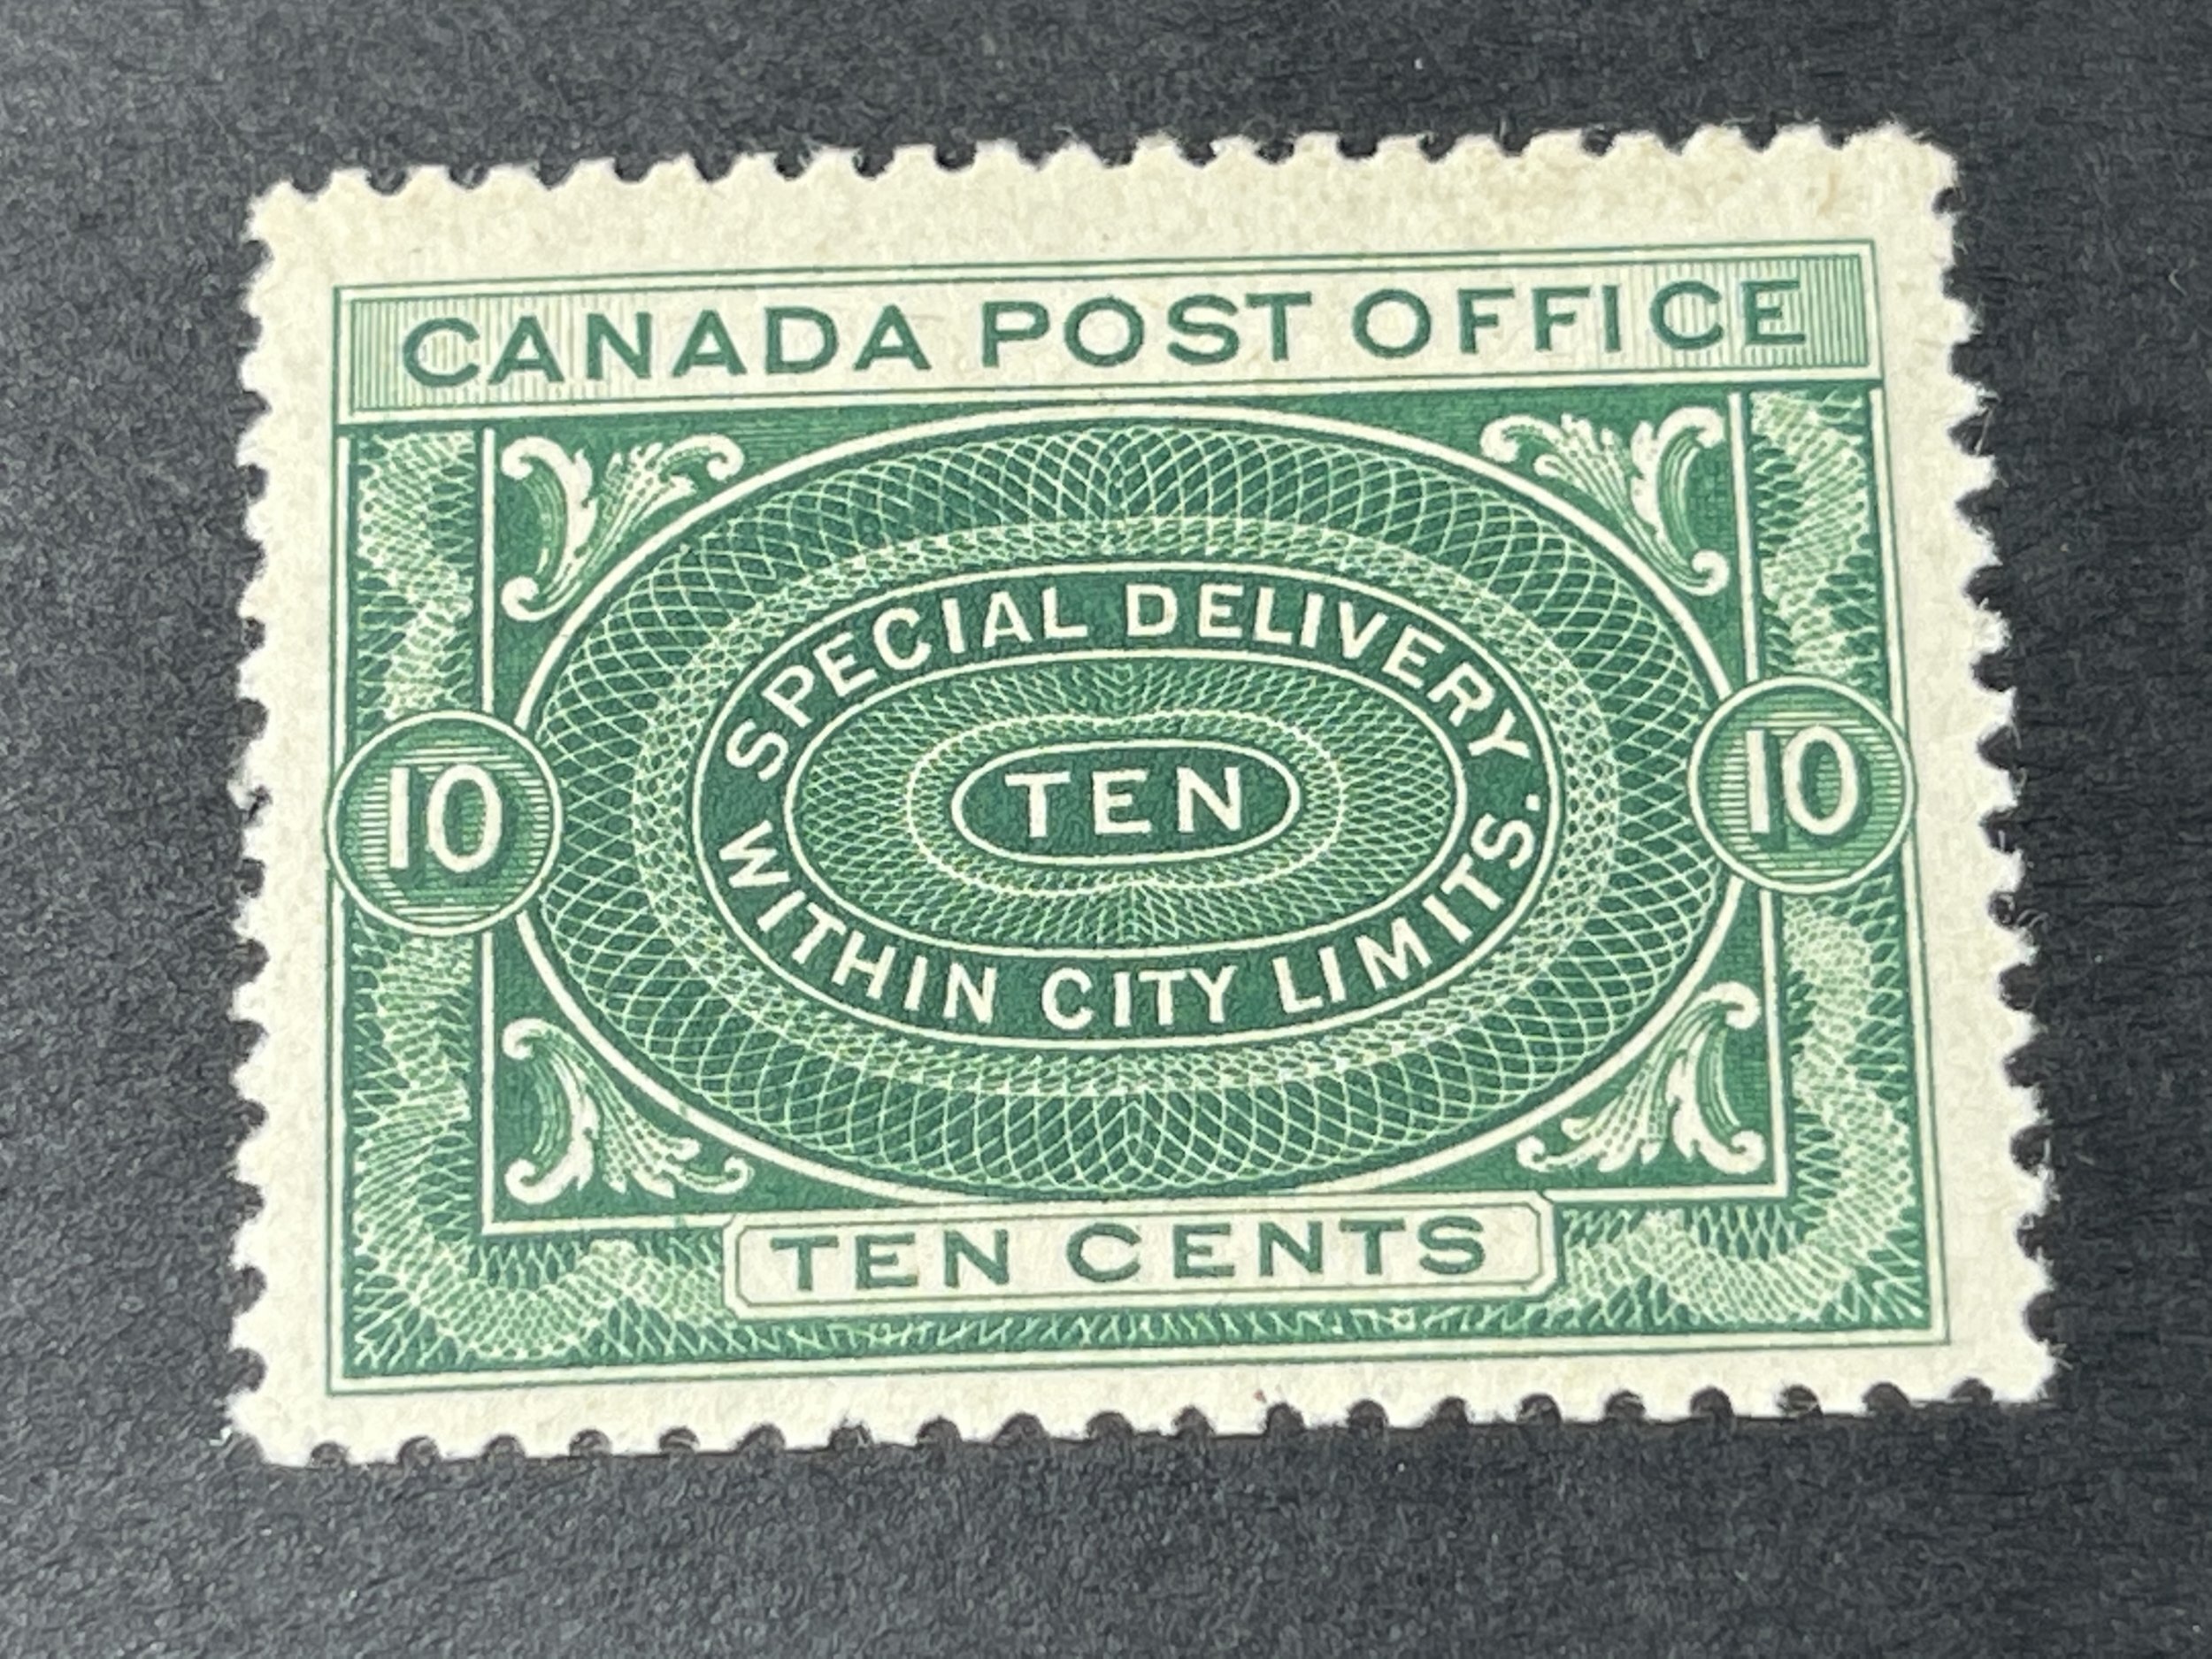 CANADA POST OFFICE
SPECIAL DELIVERY
10 TEN 10
WITHIN CITY LIMITS.
TEN CENTS